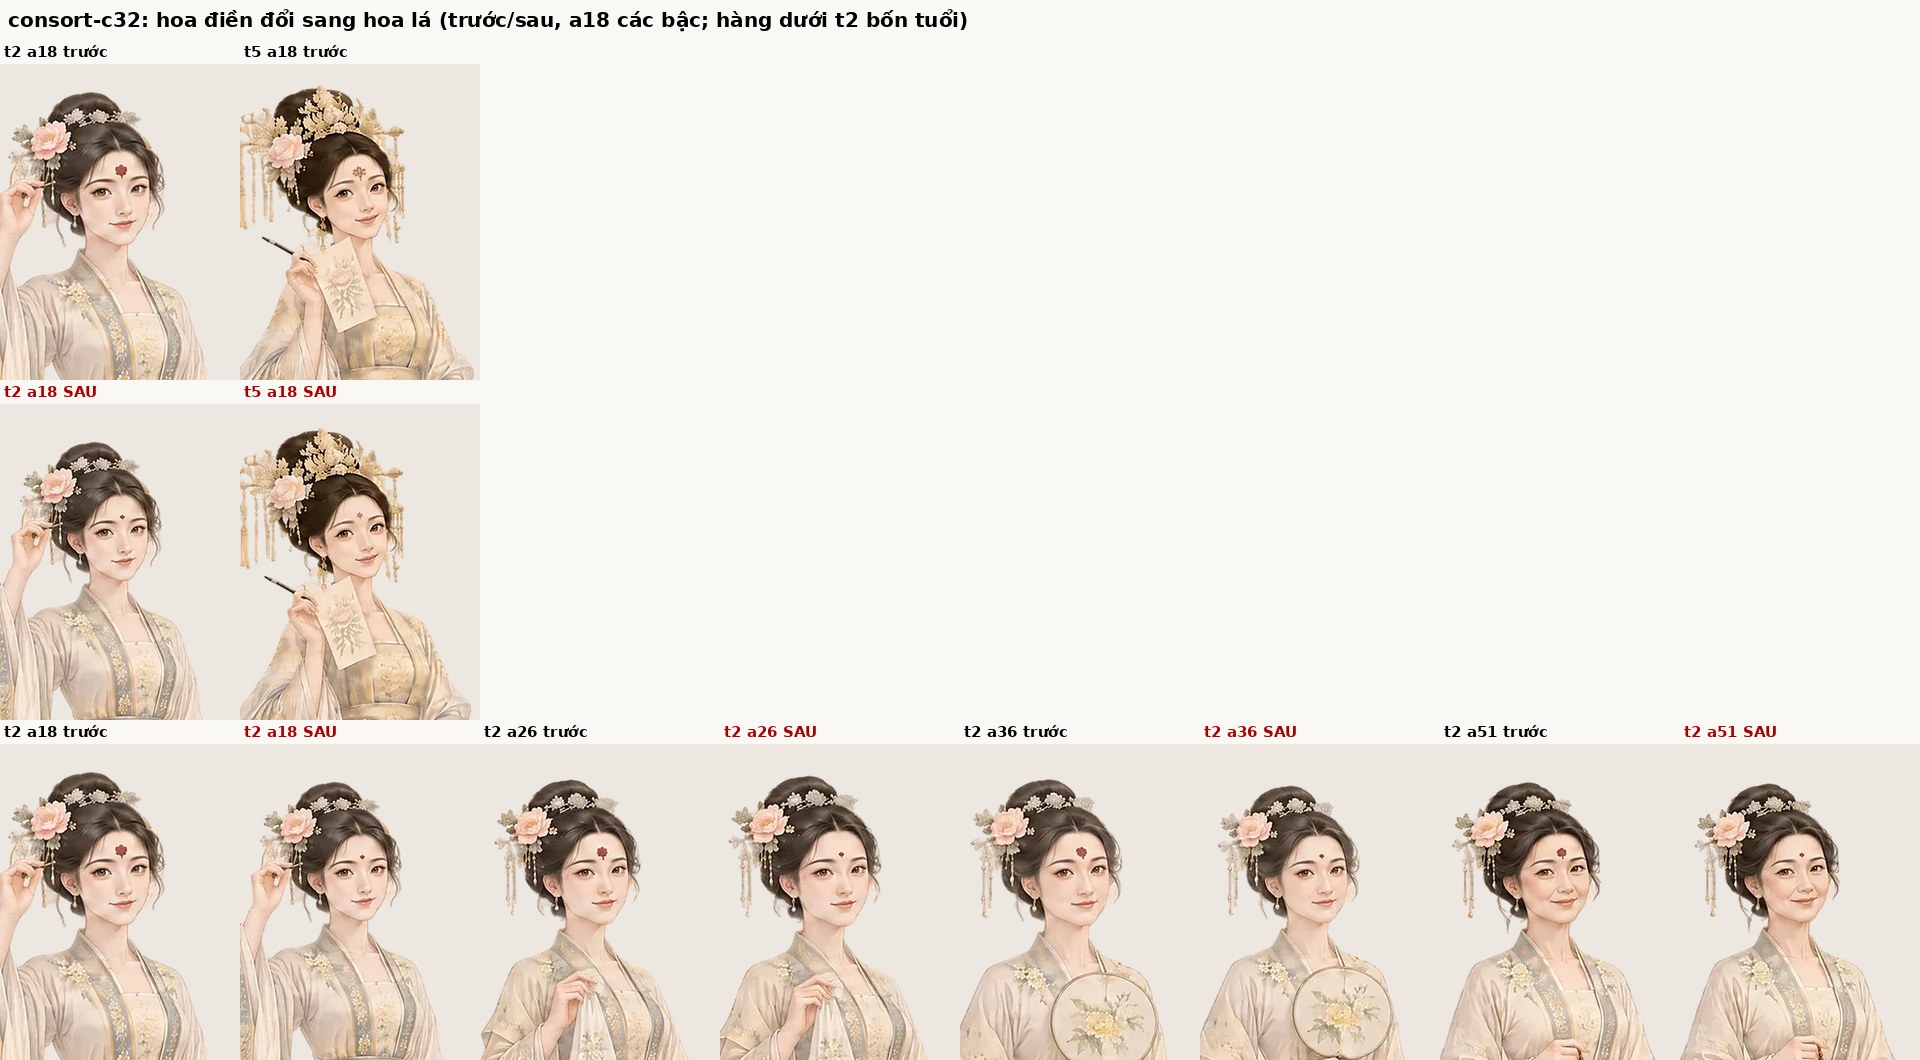 consort-c32: hoa điền đổi sang hoa lá (trước/sau, a18 các bậc; hàng dưới t2 bốn tuổi)
t2 a18 trước
t5 a18 trước
t2 a18 SAU
t5 a18 SAU
t2 a18 trước
t2 a18 SAU
t2 a26 trước
t2 a26 SAU
t2 a36 trước
t2 a36 SAU
t2 a51 trước
t2 a51 SAU